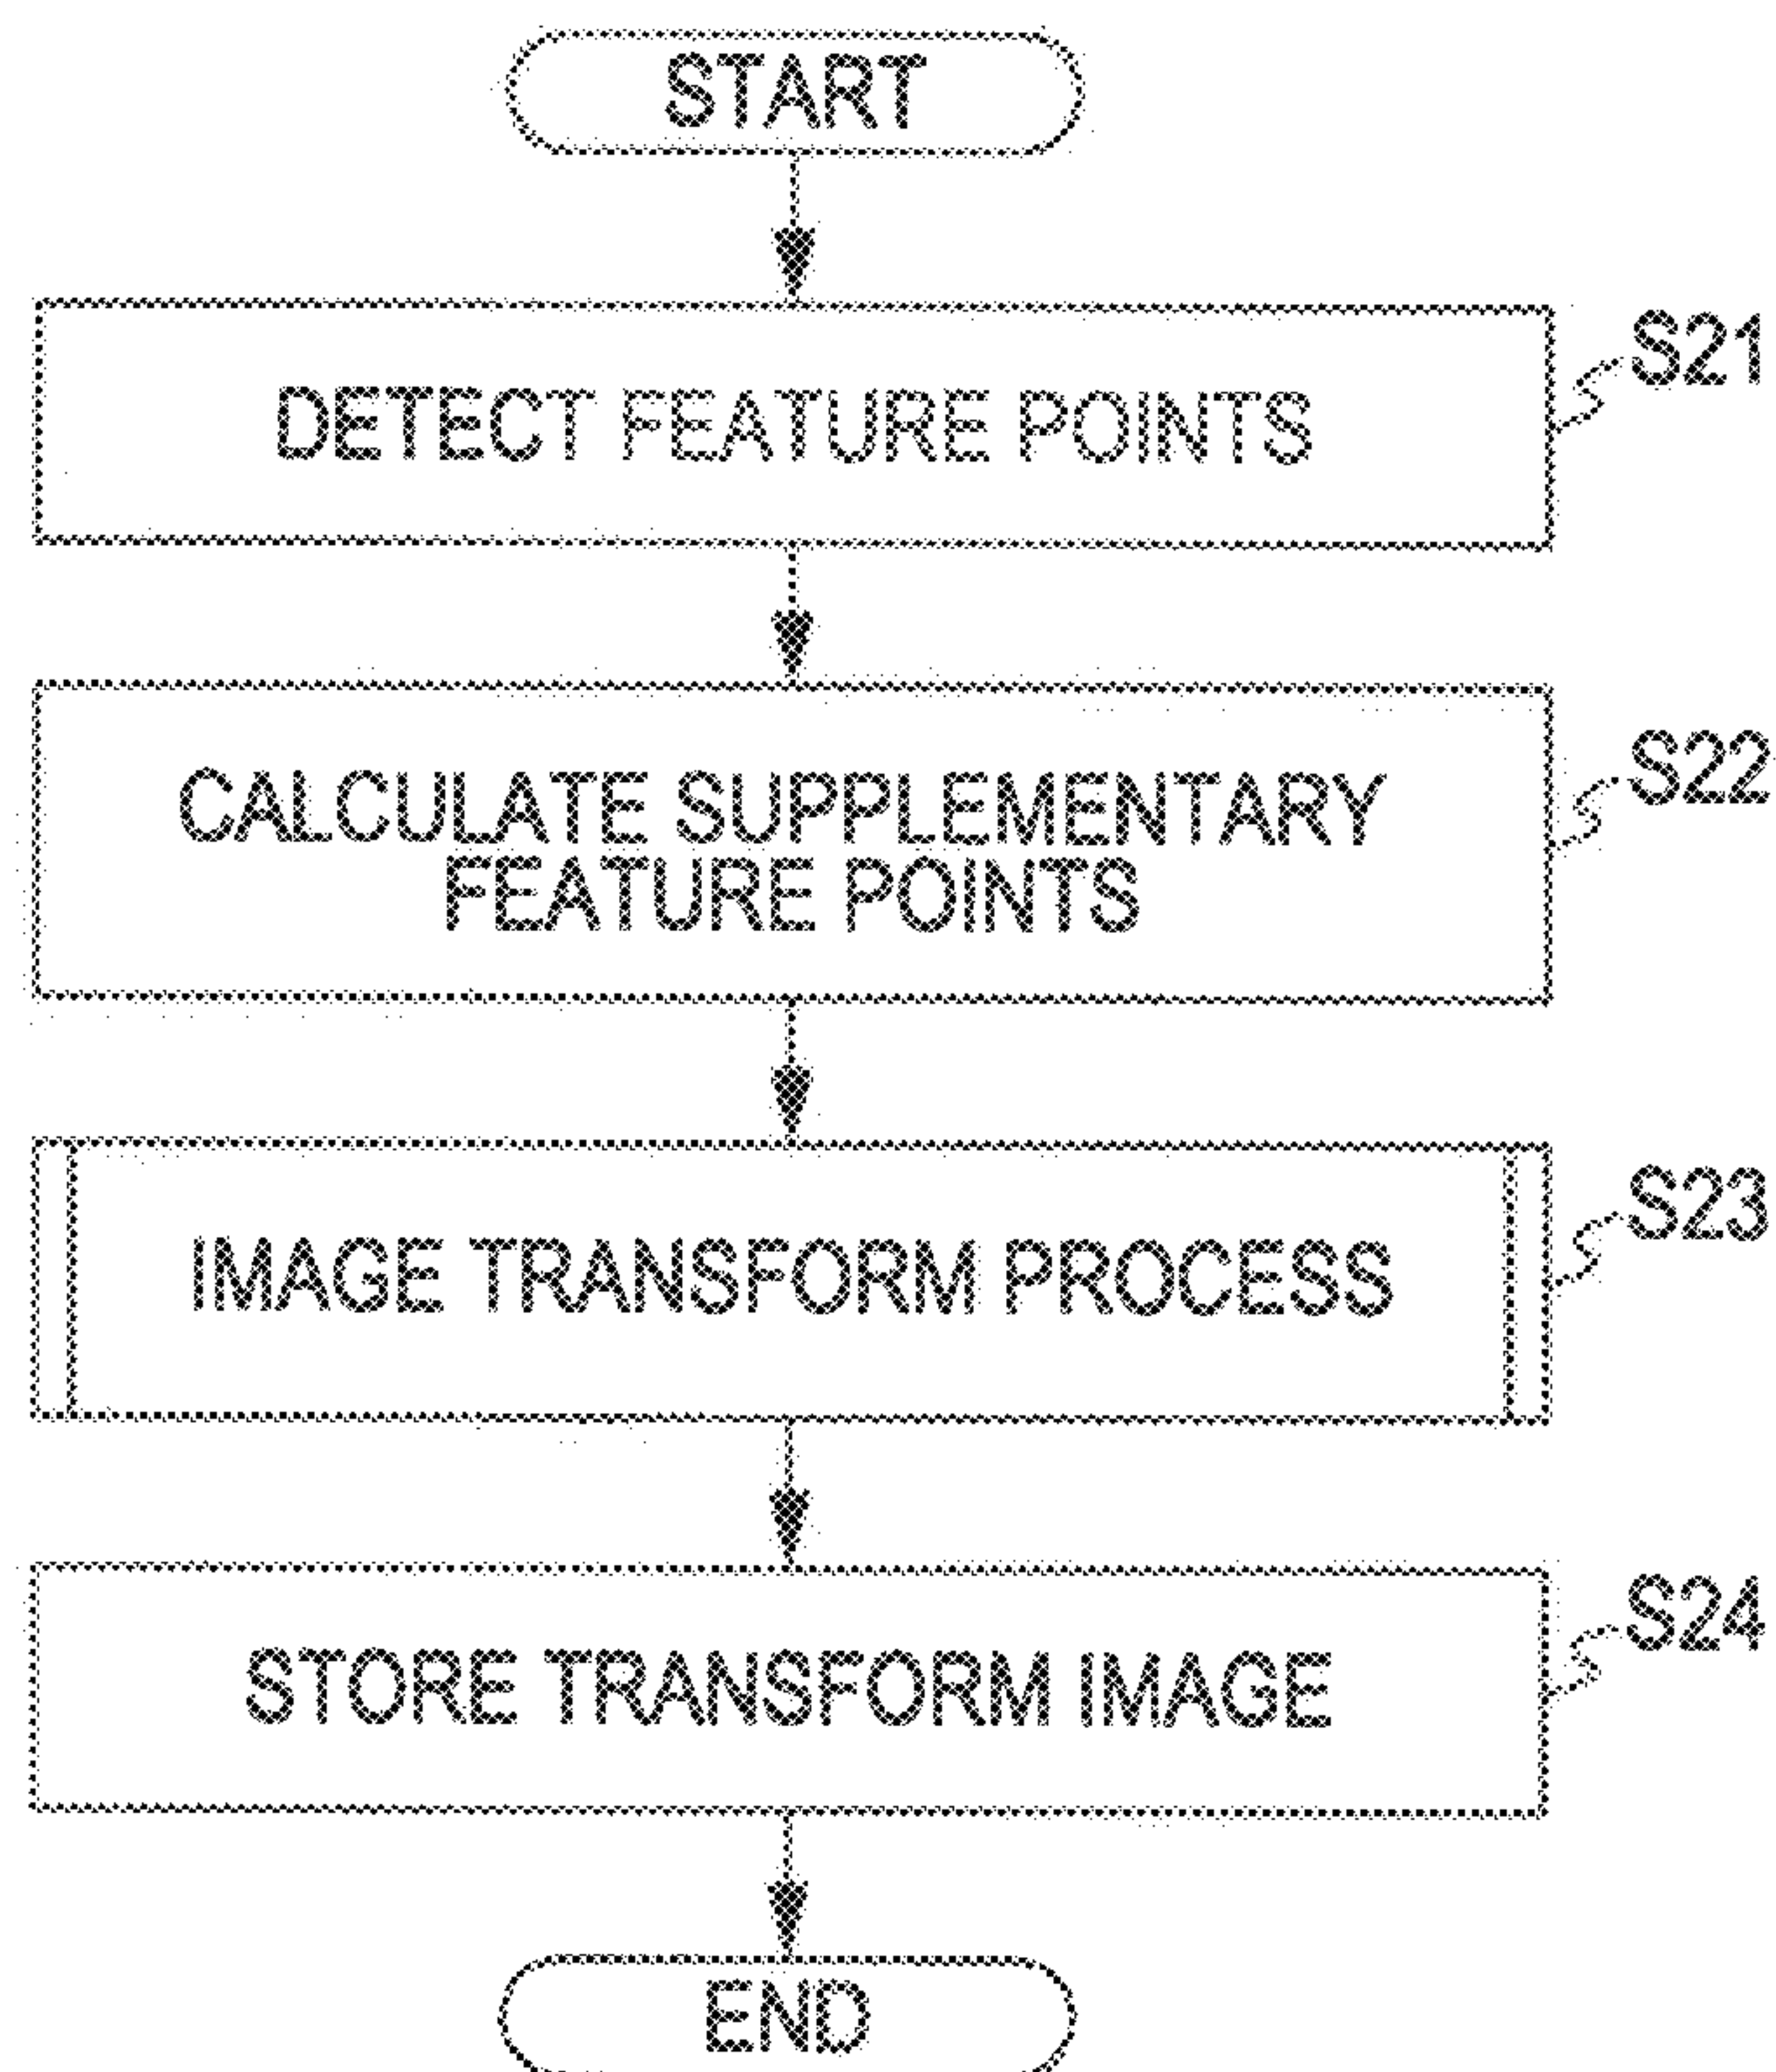 START
S21
DETECT FEATURE POINTS
S22
CALCULATE SUPPLEMENTARY
FEATURE POINTS
S23
IMAGE TRANSFORM PROCESS
S24
STORE TRANSFORM IMAGE
END